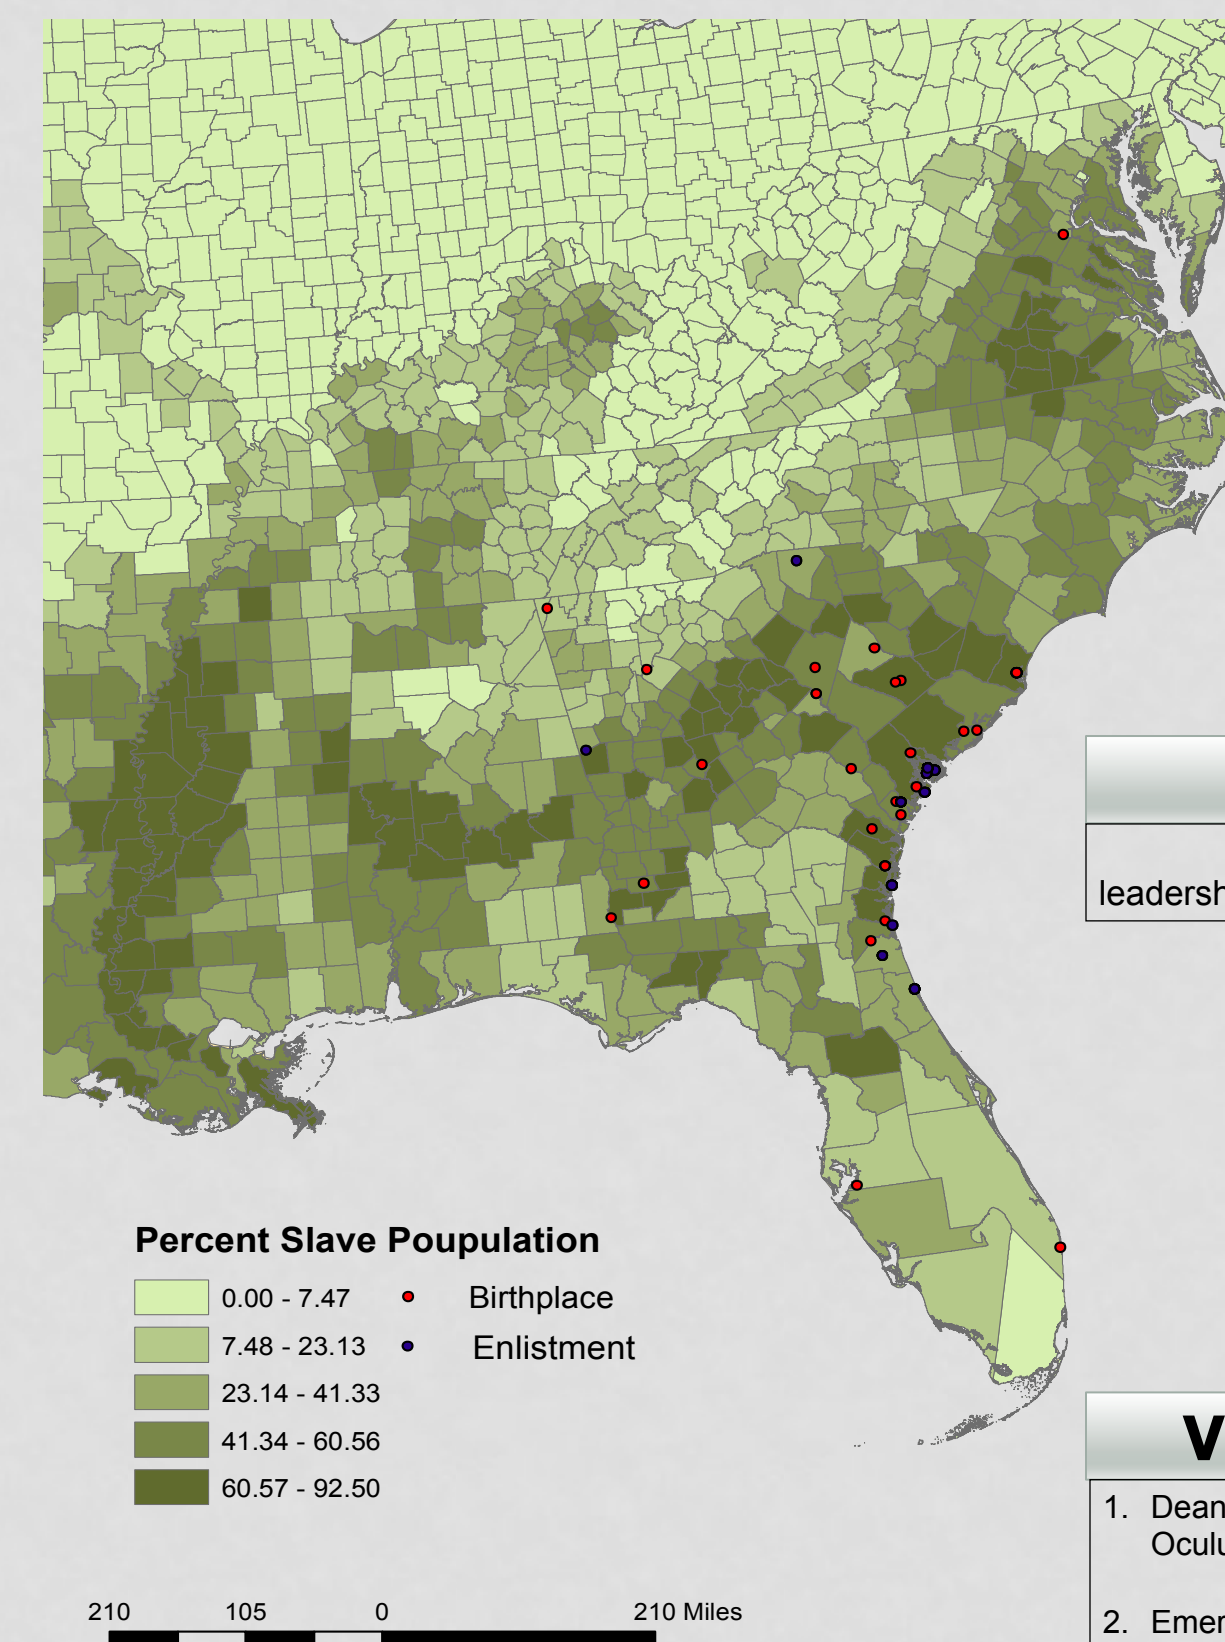 leadersh
Percent Slave Poupulation
0.00 - 7.47 Birthplace
7.48 - 23.13 Enlistment
23.14 - 41.33
41.34 - 60.56
60.57 - 92.50
V
1. Dean
Oculu
2. Emer
210 105 0 210 Miles